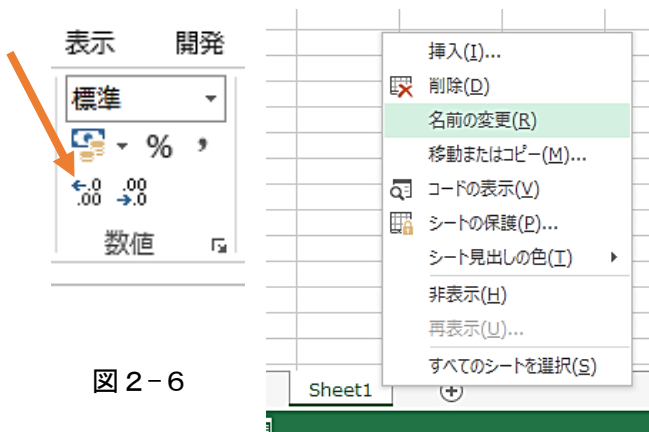 表示 開発
標準
% ,
←.0 .00
.00 →.0
数値
図２−６
挿入(I)...
削除(D)
名前の変更(R)
移動またはコピー(M)...
コードの表示(V)
シートの保護(P)...
シート見出しの色(T)
非表示(H)
再表示(U)...
すべてのシートを選択(S)
Sheet1